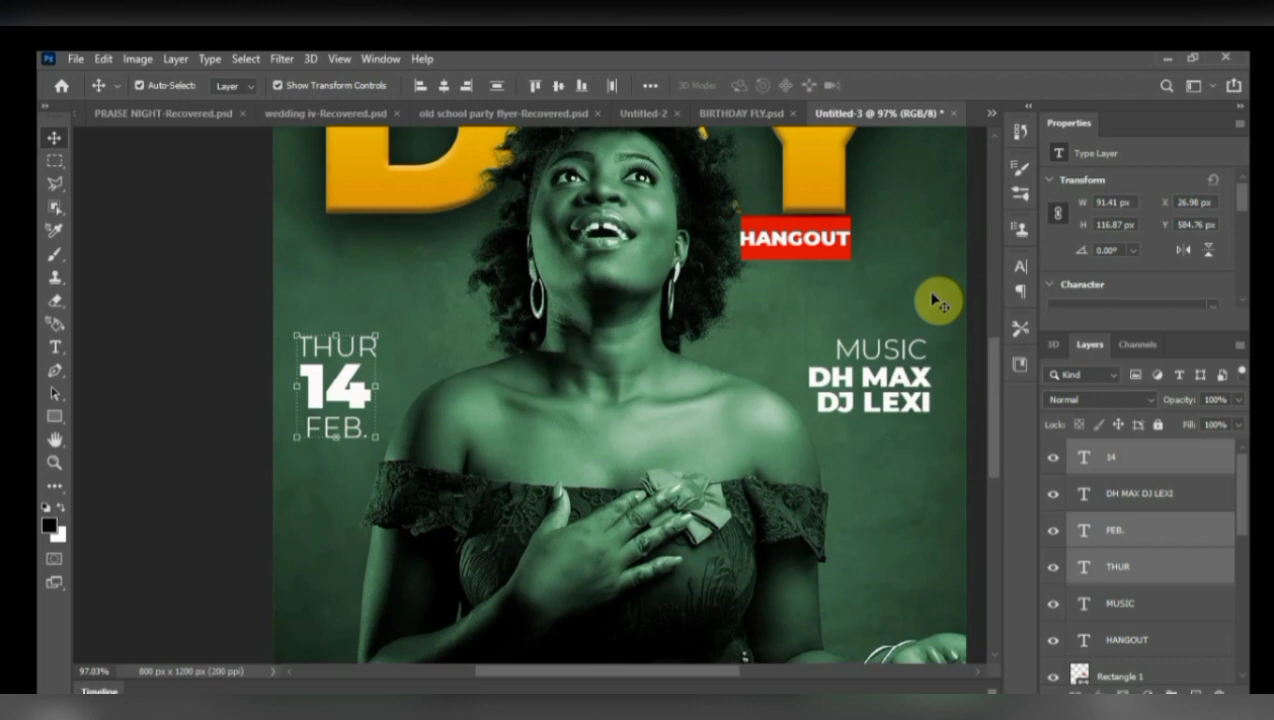 Ps File Edit Image Layer Type Select Filter 3D View Window Help
Auto-Select: Layer Show Transform Controls 3D Mode:
PRAISE NIGHT-Recovered.psd × wedding iv-Recovered.psd × old school party flyer-Recovered.psd × Untitled-2 × BIRTHDAY FLY.psd × Untitled-3 @ 97% (RGB/8) * ×
Properties
T Type Layer
Transform
W 91.41 px X 26.98 px
H 116.87 px Y 584.76 px
0.00°
Character
HANGOUT
THUR
14
FEB.
MUSIC
DH MAX
DJ LEXI
3D Layers Channels
Kind
Normal Opacity: 100%
Lock: Fill: 100%
T 14
T DH MAX DJ LEXI
T FEB.
T THUR
T MUSIC
T HANGOUT
Rectangle 1
97.03% 800 px x 1200 px (200 ppi)
Timeline